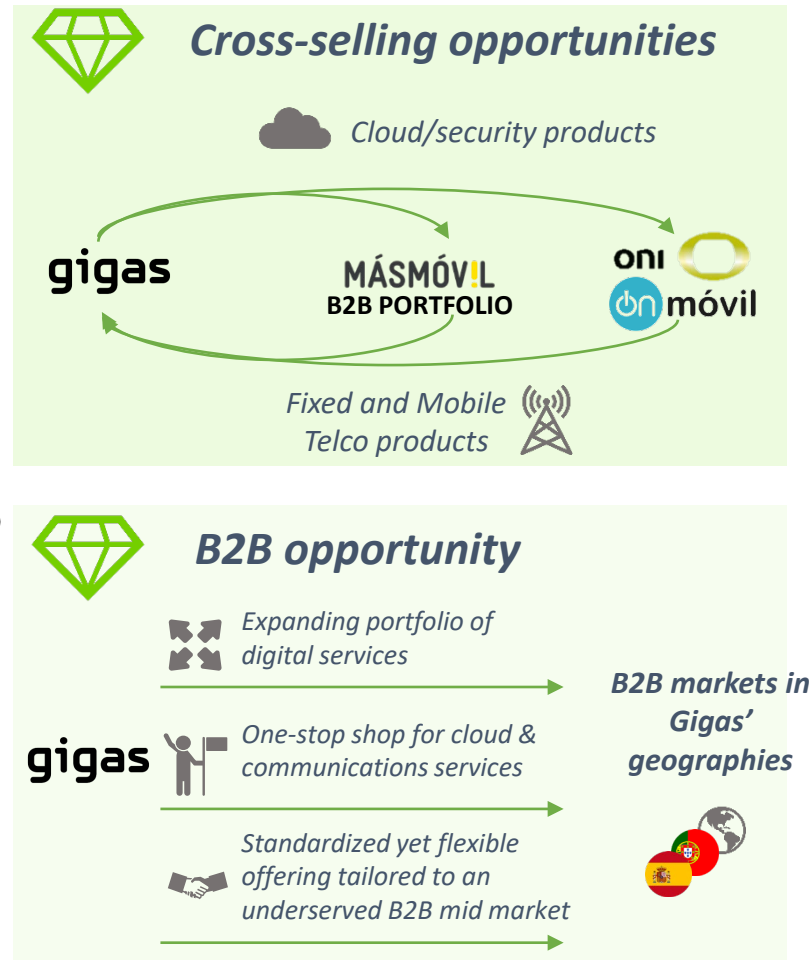 Cross-selling opportunities
Cloud/security products
gigas
MÁSMÓV!L
B2B PORTFOLIO
oni
on móvil
Fixed and Mobile
Telco products
B2B opportunity
Expanding portfolio of
digital services
gigas
One-stop shop for cloud &
communications services
Standardized yet flexible
offering tailored to an
underserved B2B mid market
B2B markets in
Gigas’
geographies